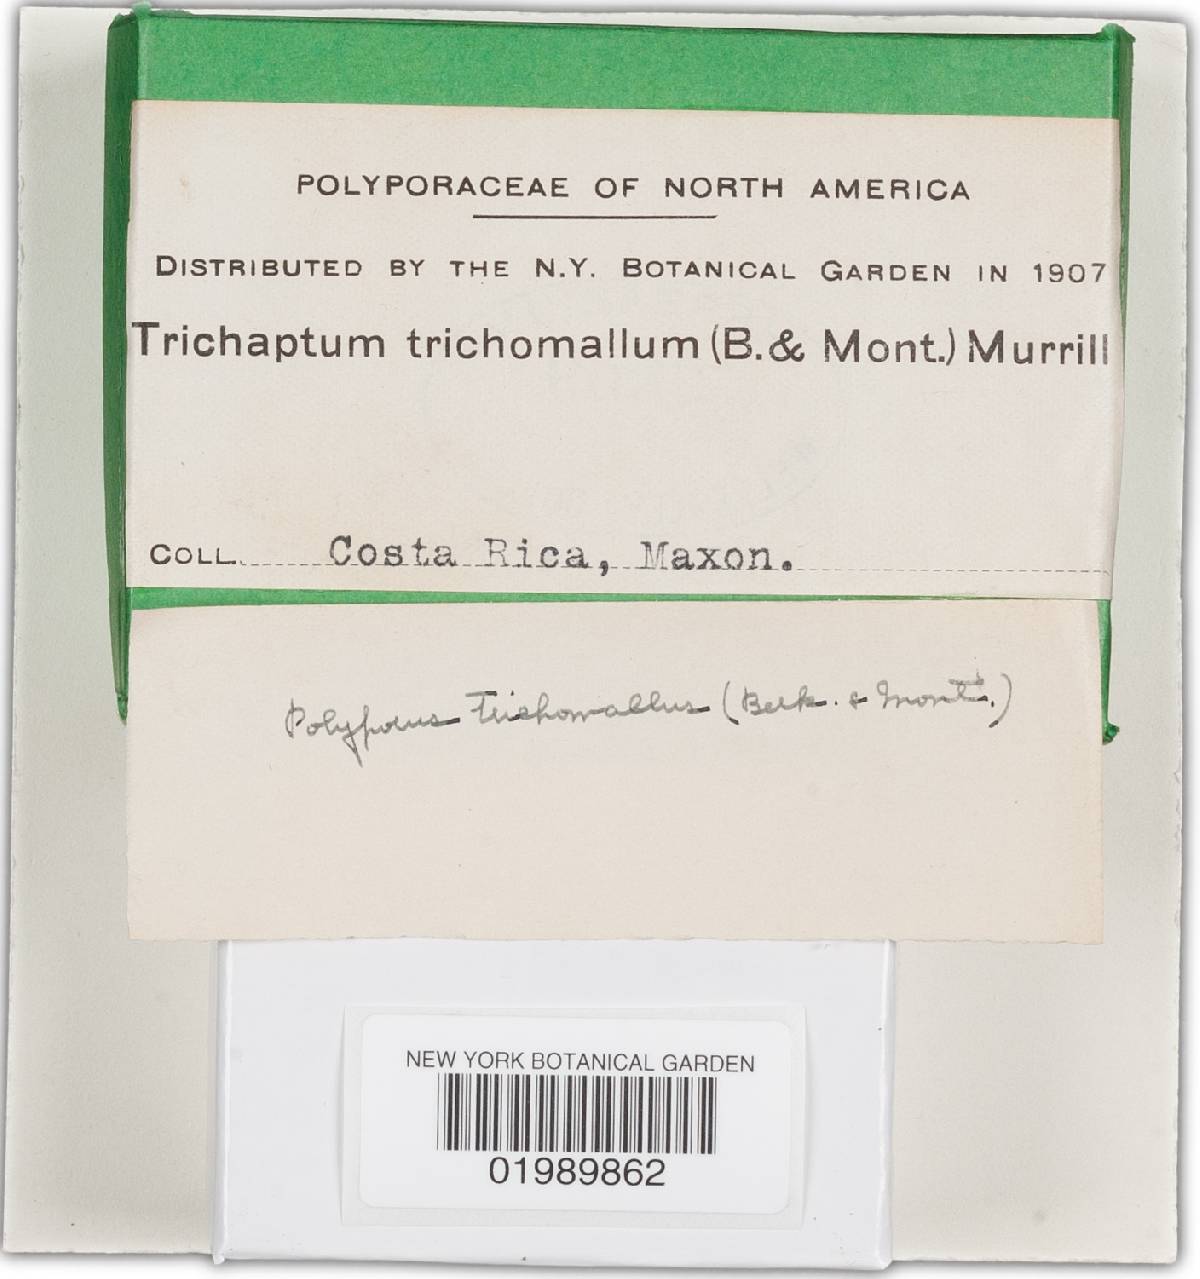 POLYPORACEAE OF NORTH AMERICA
DISTRIBUTED BY THE N.Y. BOTANICAL GARDEN IN 1907
Trichaptum trichomallum (B. & Mont.) Murrill
COLL. Costa Rica, Maxon.
Polyporus trichomallus (Berk. & Mont.)
NEW YORK BOTANICAL GARDEN
01989862